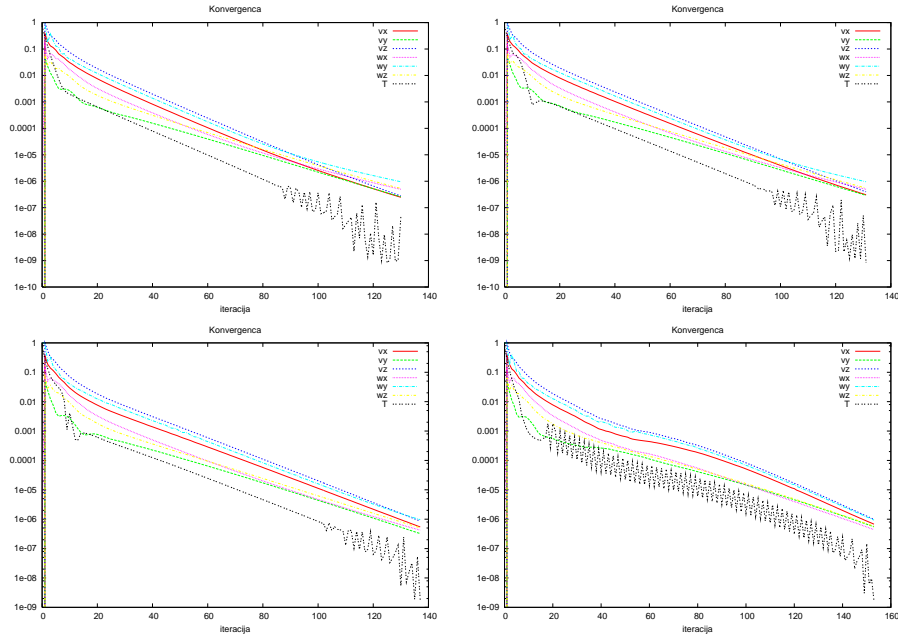 Konvergenca
1
0.1
0.01
0.001
0.0001
1e-05
1e-06
1e-07
1e-08
1e-09
1e-10
0 20 40 60 80 100 120 140
iteracija
vx
vy
vz
wx
wy
wz
T
Konvergenca
1
0.1
0.01
0.001
0.0001
1e-05
1e-06
1e-07
1e-08
1e-09
1e-10
0 20 40 60 80 100 120 140
iteracija
vx
vy
vz
wx
wy
wz
T
Konvergenca
1
0.1
0.01
0.001
0.0001
1e-05
1e-06
1e-07
1e-08
1e-09
0 20 40 60 80 100 120 140
iteracija
vx
vy
vz
wx
wy
wz
T
Konvergenca
1
0.1
0.01
0.001
0.0001
1e-05
1e-06
1e-07
1e-08
1e-09
0 20 40 60 80 100 120 140 160
iteracija
vx
vy
vz
wx
wy
wz
T